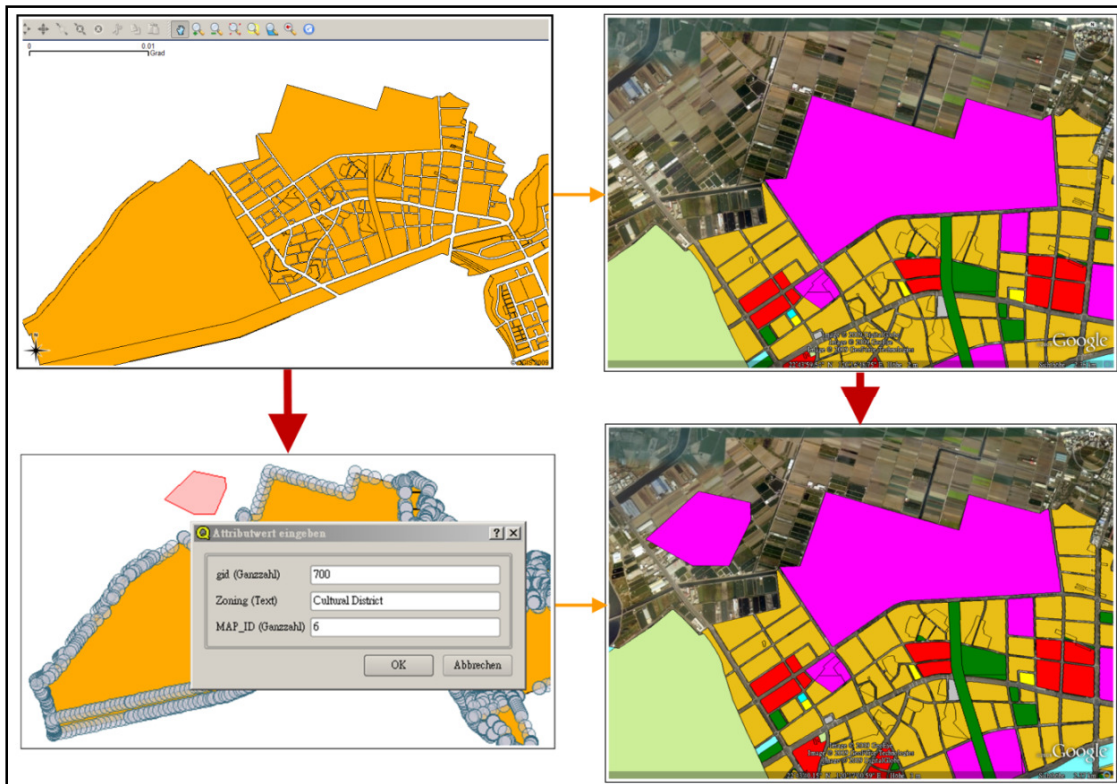 0
0.01
Grad
Google
Attributwert eingeben
gid (Ganzzahl)
700
Zoning (Text)
Cultural District
MAP_ID (Ganzzahl)
6
OK
Abbrechen
Google